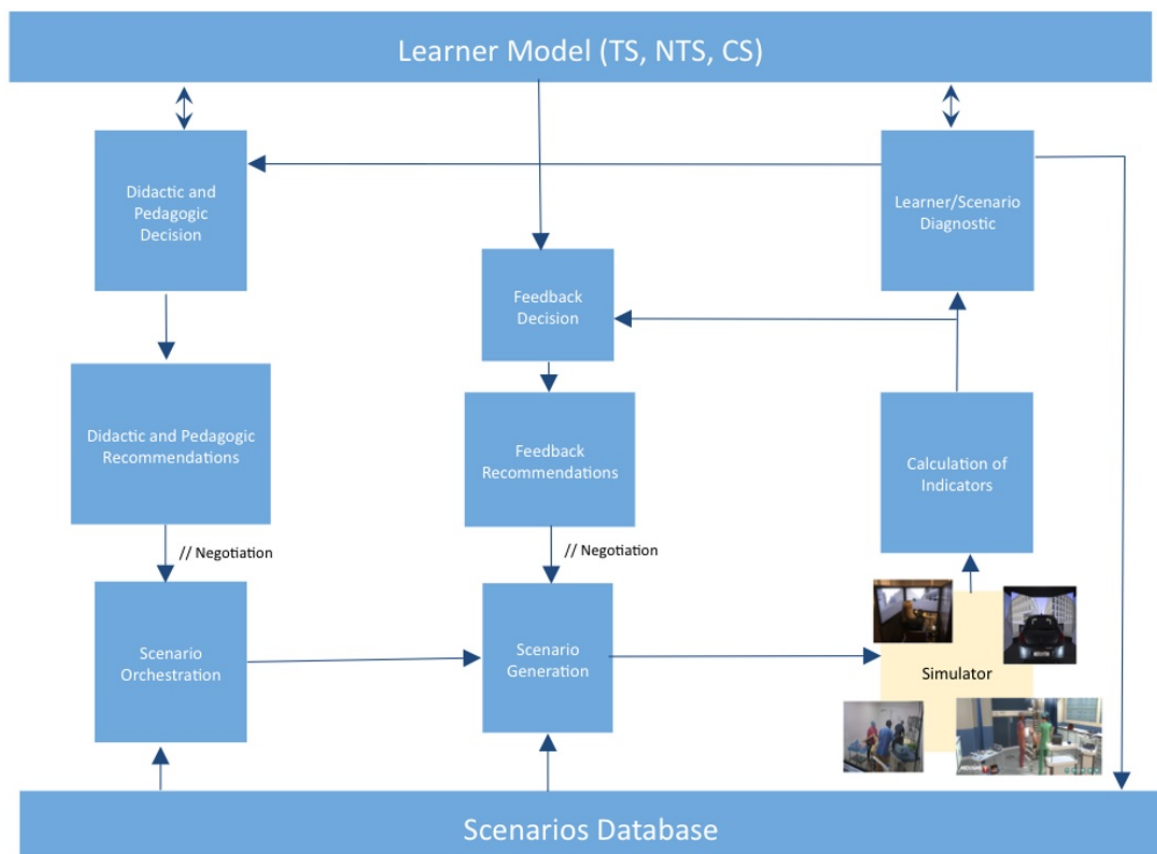 Learner Model (TS, NTS, CS)
Didactic and
Pedagogic
Decision
Learner/Scenario
Diagnostic
Feedback
Decision
Didactic and Pedagogic
Recommendations
Feedback
Recommendations
Calculation of
Indicators
// Negotiation
// Negotiation
Scenario
Orchestration
Scenario
Generation
Simulator
Scenarios Database